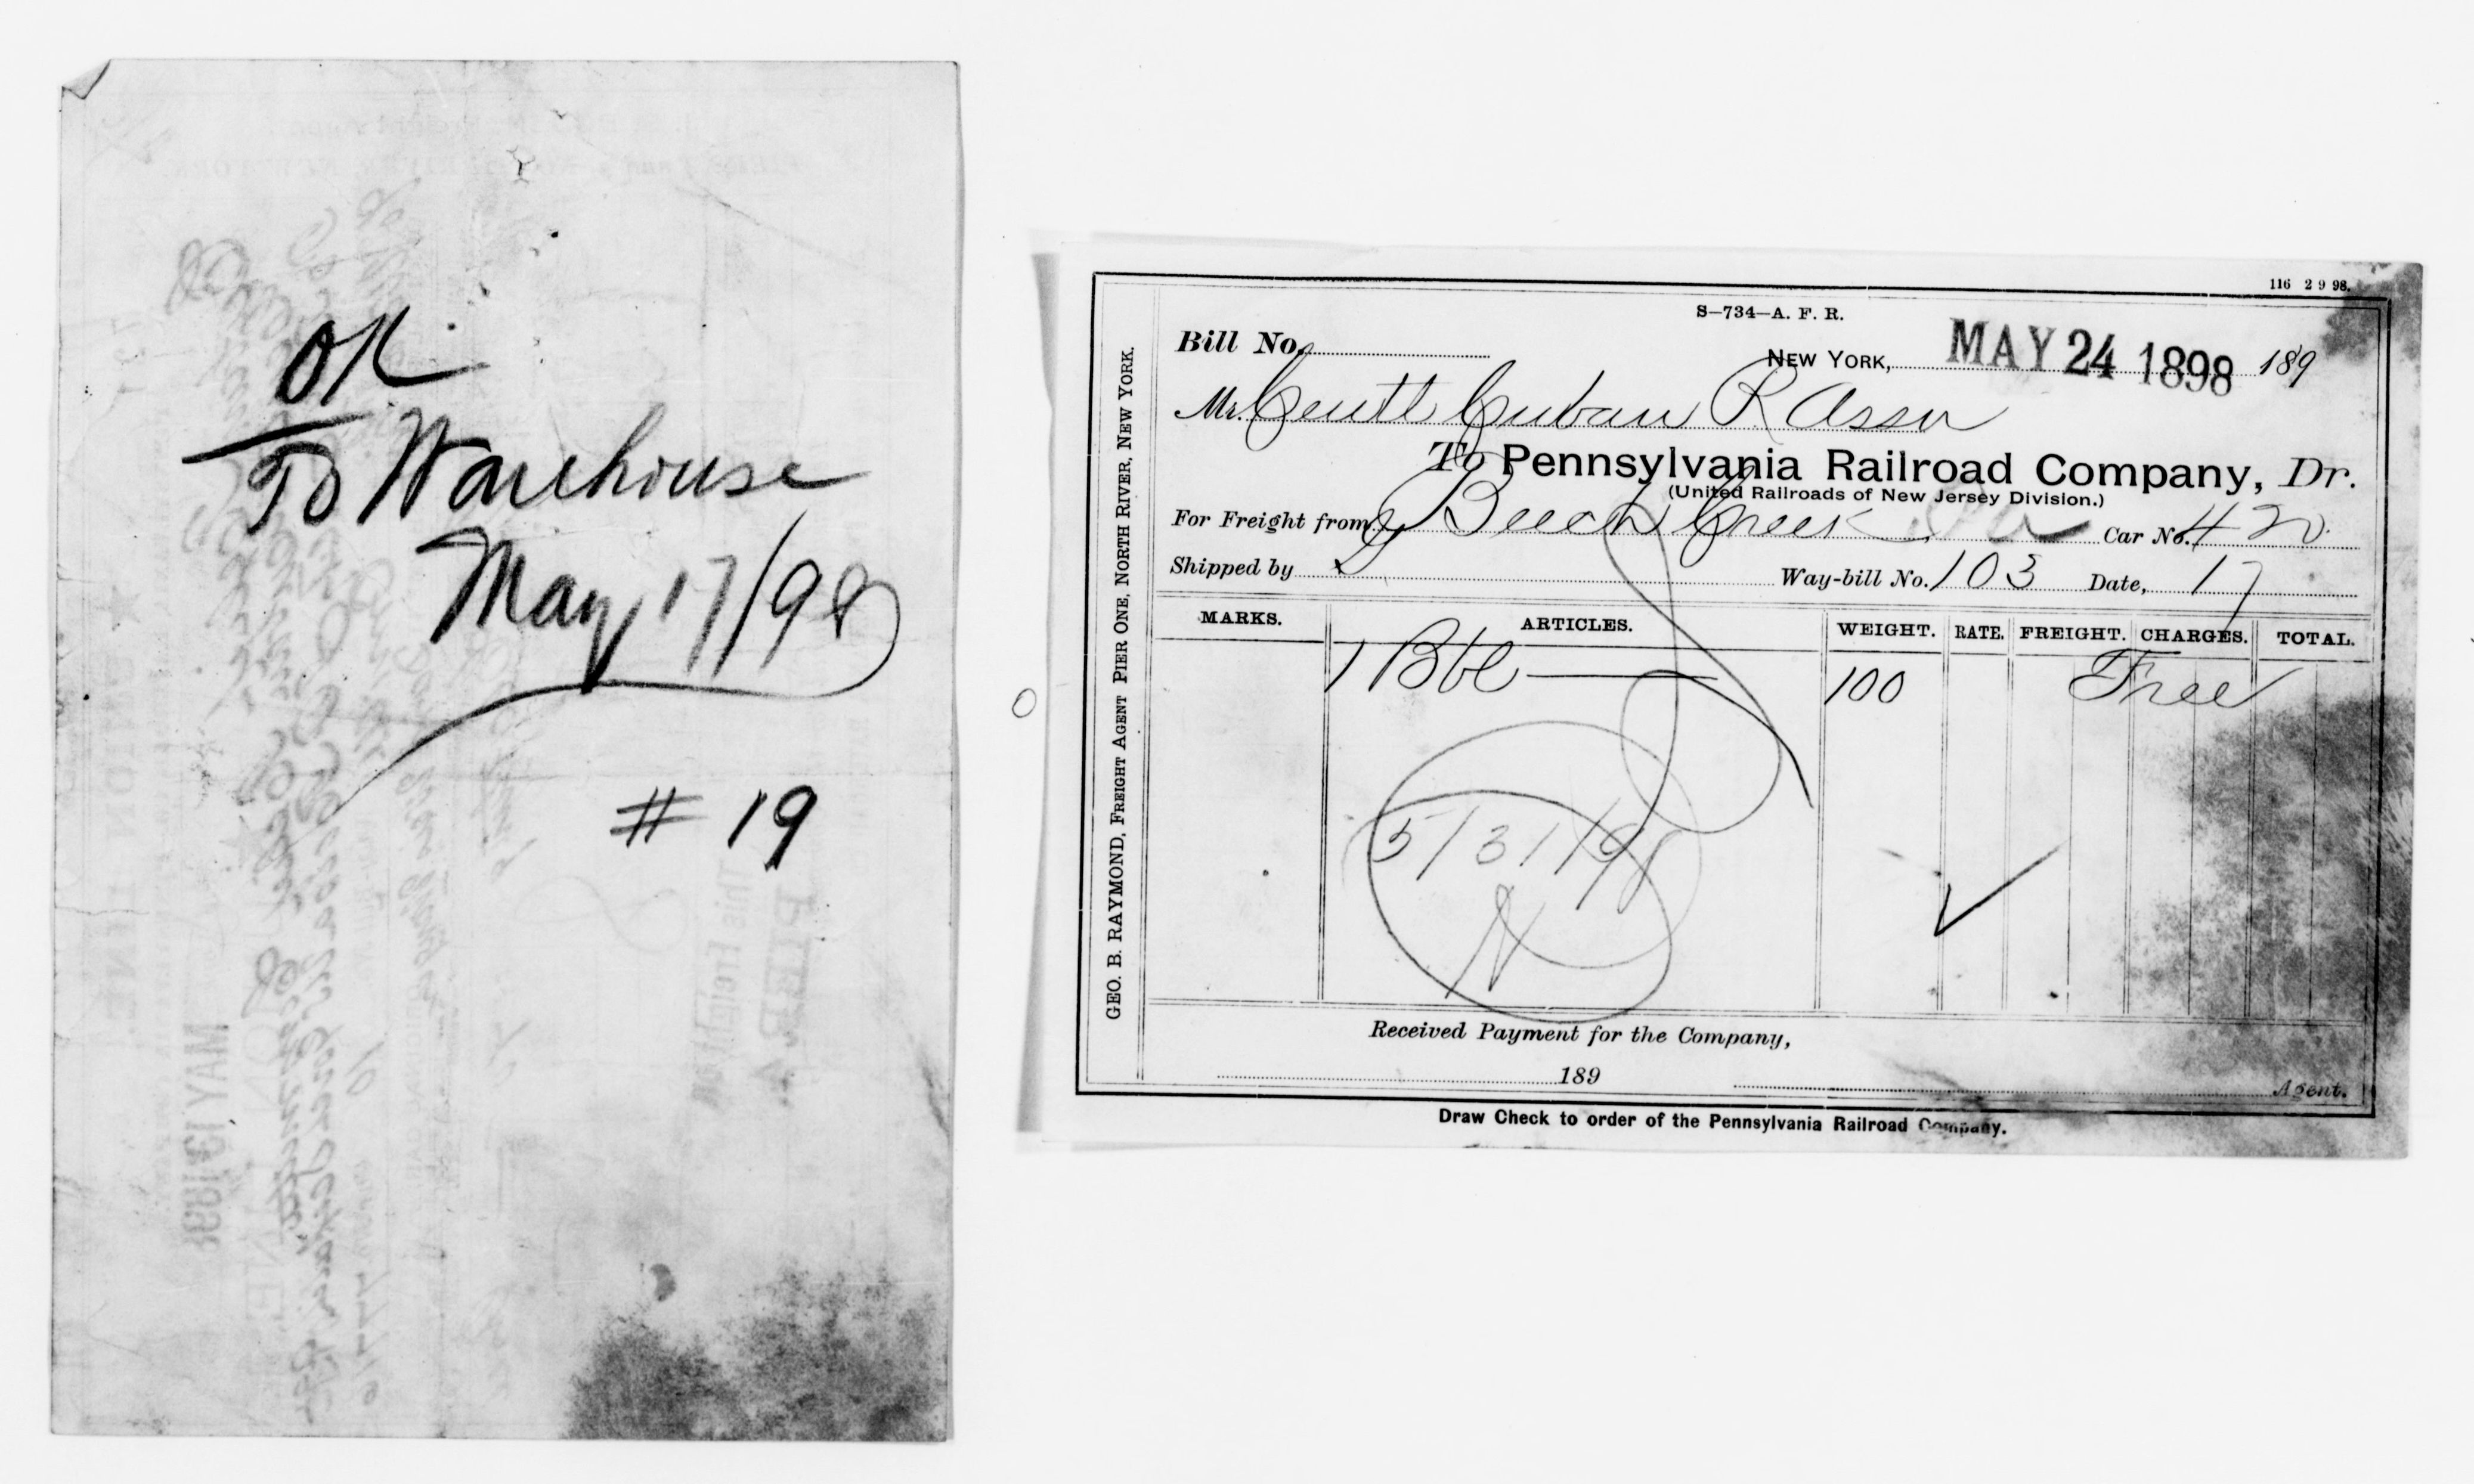 OK
To Warehouse
May 17/98
# 19
116 2 9 98.
S—734—A. F. R.
Bill No.
NEW YORK, MAY 24 1898 189
Mr. Centl Cuban R Assn
To Pennsylvania Railroad Company, Dr.
(United Railroads of New Jersey Division.)
For Freight from Beech Creek Pa Car No. 420
Shipped by Way-bill No. 103 Date, 17
MARKS. ARTICLES. WEIGHT. RATE. FREIGHT. CHARGES. TOTAL.
1 Bbl 100 Free
5/31/98
N
Received Payment for the Company,
189 Agent.
Draw Check to order of the Pennsylvania Railroad Company.
GEO. B. RAYMOND, FREIGHT AGENT PIER ONE, NORTH RIVER, NEW YORK.